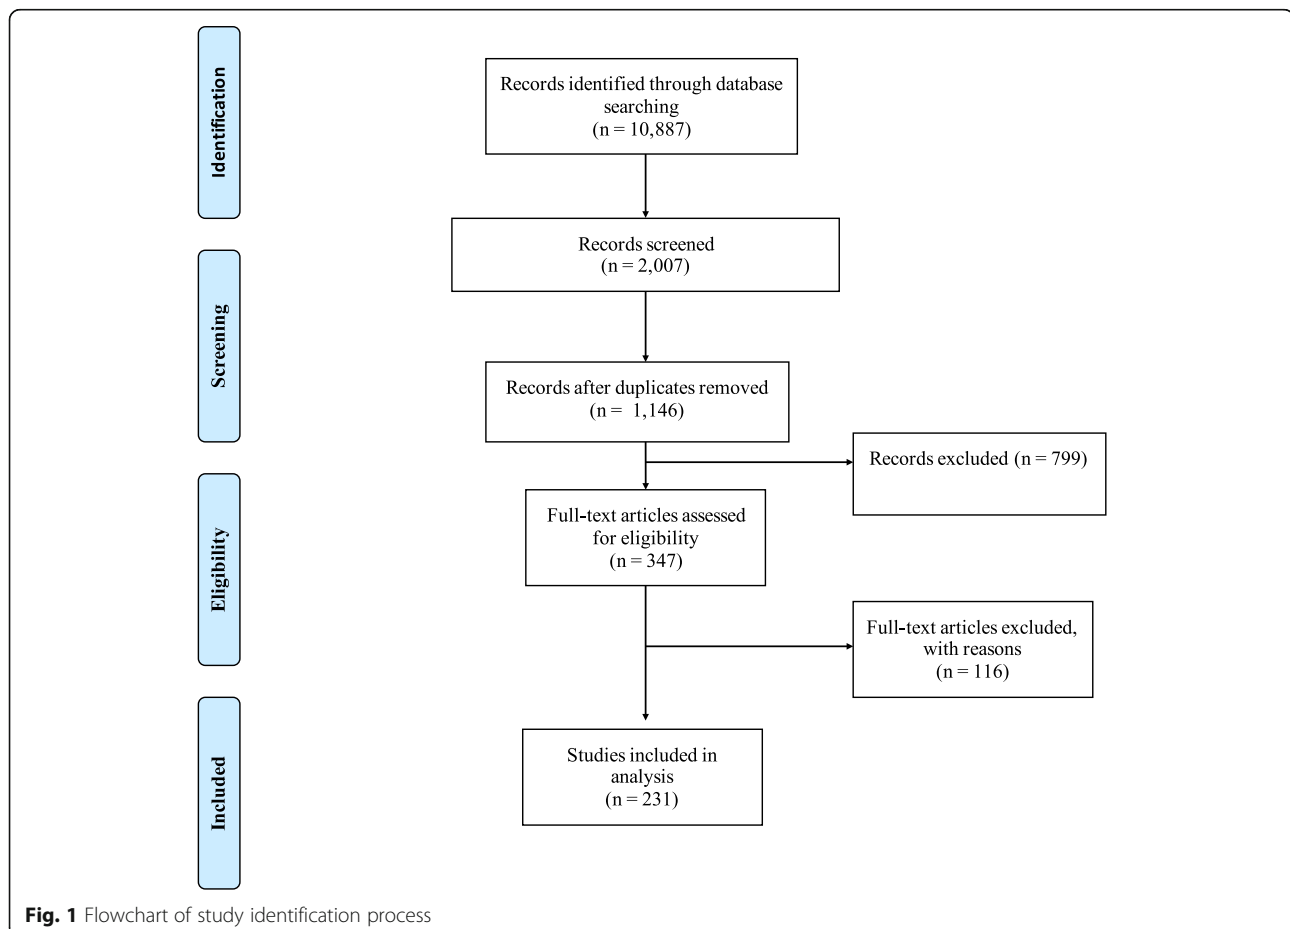 Identification
Records identified through database
searching
(n = 10,887)
Records screened
(n = 2,007)
Screening
Records after duplicates removed
(n =  1,146)
Records excluded (n = 799)
Eligibility
Full-text articles assessed
for eligibility
(n = 347)
Full-text articles excluded,
with reasons
(n = 116)
Included
Studies included in
analysis
(n = 231)
Fig. 1 Flowchart of study identification process